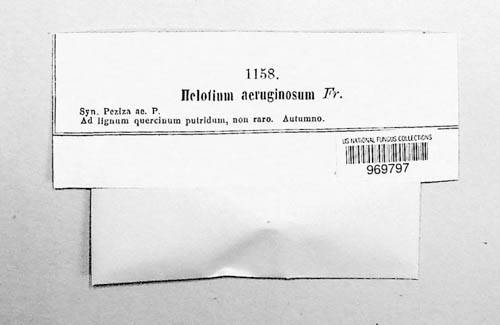 1158.
Helotium aeruginosum Fr.
Syn. Peziza ae. P.
Ad lignum quercinum putridum, non raro. Autumno.
US NATIONAL FUNGUS COLLECTIONS
969797